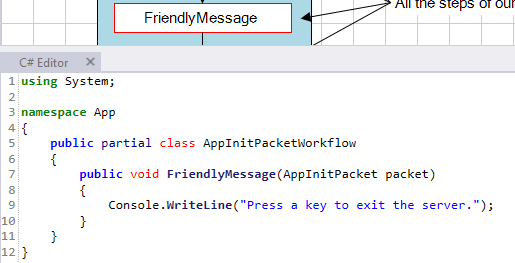 All the steps of our
FriendlyMessage
C# Editor
1 using System;
2
3 namespace App
4 {
5     public partial class AppInitPacketWorkflow
6     {
7         public void FriendlyMessage(AppInitPacket packet)
8         {
9             Console.WriteLine("Press a key to exit the server.");
10         }
11     }
12 }